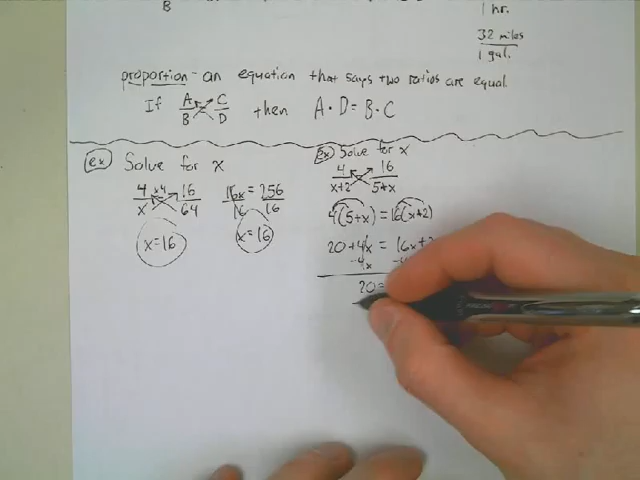 B
1 hr.
32 miles
1 gal.
proportion - an equation that says two ratios are equal.
If A/B = C/D then A · D = B · C
ex Solve for x
4/x = 16/64
x4
16x = 256
16 16
x=16
x=16
Ex Solve for x
4/x+2 = 16/5+x
4(5+x) = 16(x+2)
20+4x = 16x+3
-4x -4
20=